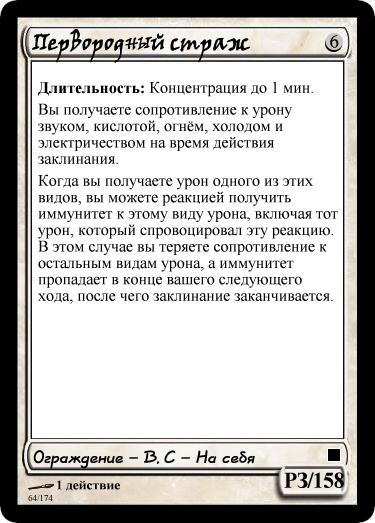 Первородный страж 6
Длительность: Концентрация до 1 мин.
Вы получаете сопротивление к урону
звуком, кислотой, огнём, холодом и
электричеством на время действия
заклинания.
Когда вы получаете урон одного из этих
видов, вы можете реакцией получить
иммунитет к этому виду урона, включая тот
урон, который спровоцировал эту реакцию.
В этом случае вы теряете сопротивление к
остальным видам урона, а иммунитет
пропадает в конце вашего следующего
хода, после чего заклинание заканчивается.
Ограждение – В, С – На себя
1 действие
P3/158
64/174